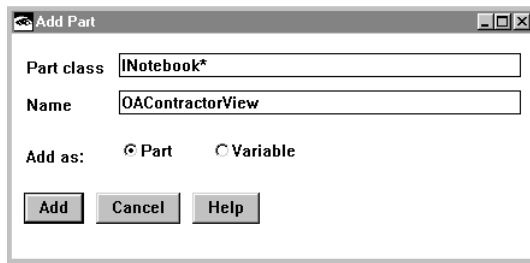 Add Part
Part class INotebook*
Name OAContractorView
Add as: Part Variable
Add Cancel Help